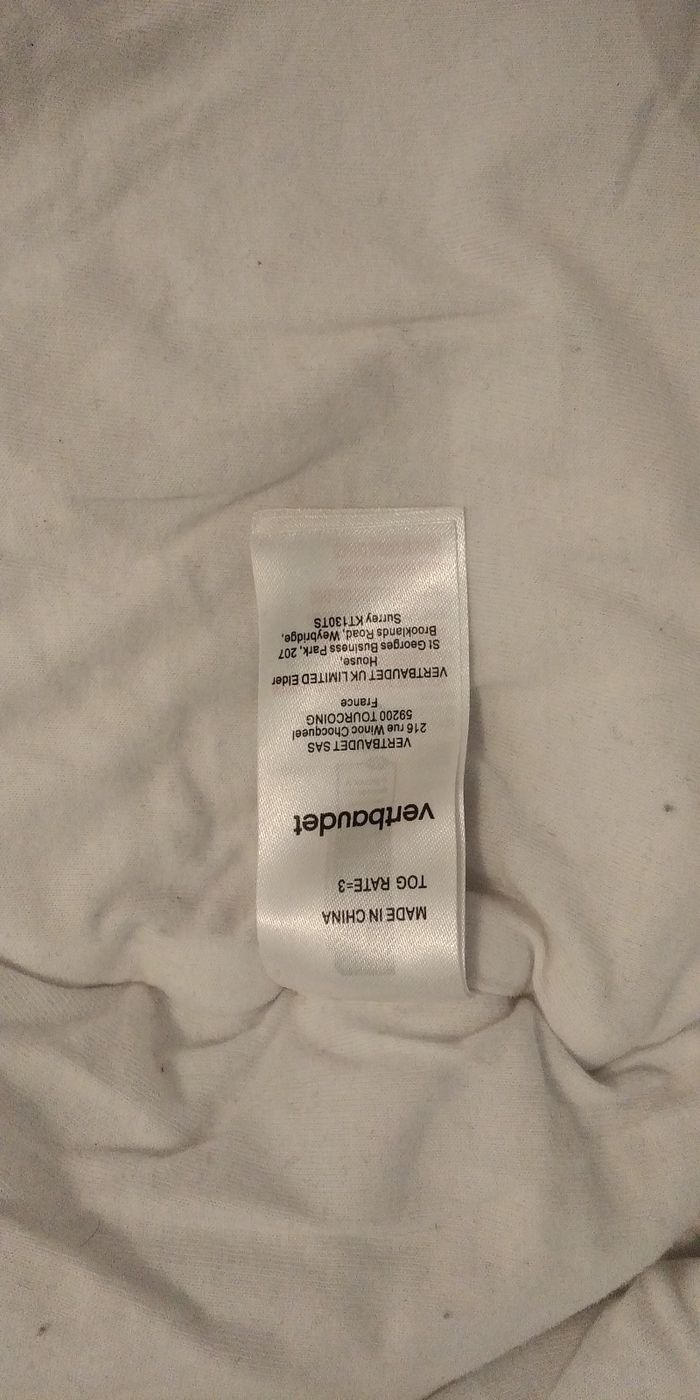 MADE IN CHINA
TOG RATE=3
vertbaudet
VERTBAUDET SAS
216 rue Winoc Chocqueel
59200 TOURCOING
France
VERTBAUDET UK LIMITED Elder
House,
St Georges Business Park, 207
Brooklands Road, Weybridge,
Surrey KT130TS